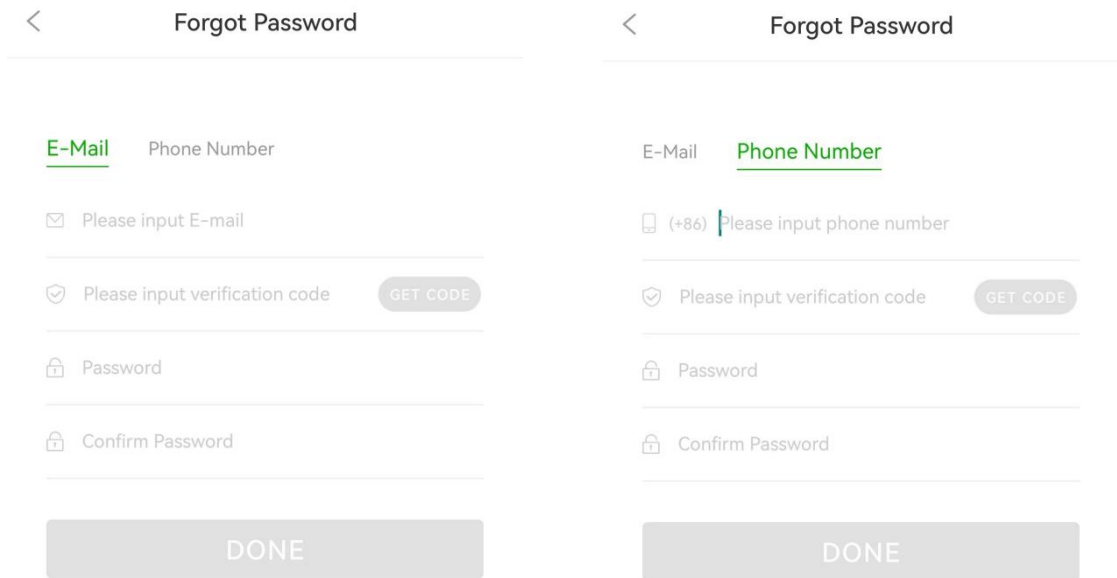 Forgot Password
E-Mail Phone Number
Please input E-mail
Please input verification code GET CODE
Password
Confirm Password
DONE
Forgot Password
E-Mail Phone Number
(+86) Please input phone number
Please input verification code GET CODE
Password
Confirm Password
DONE